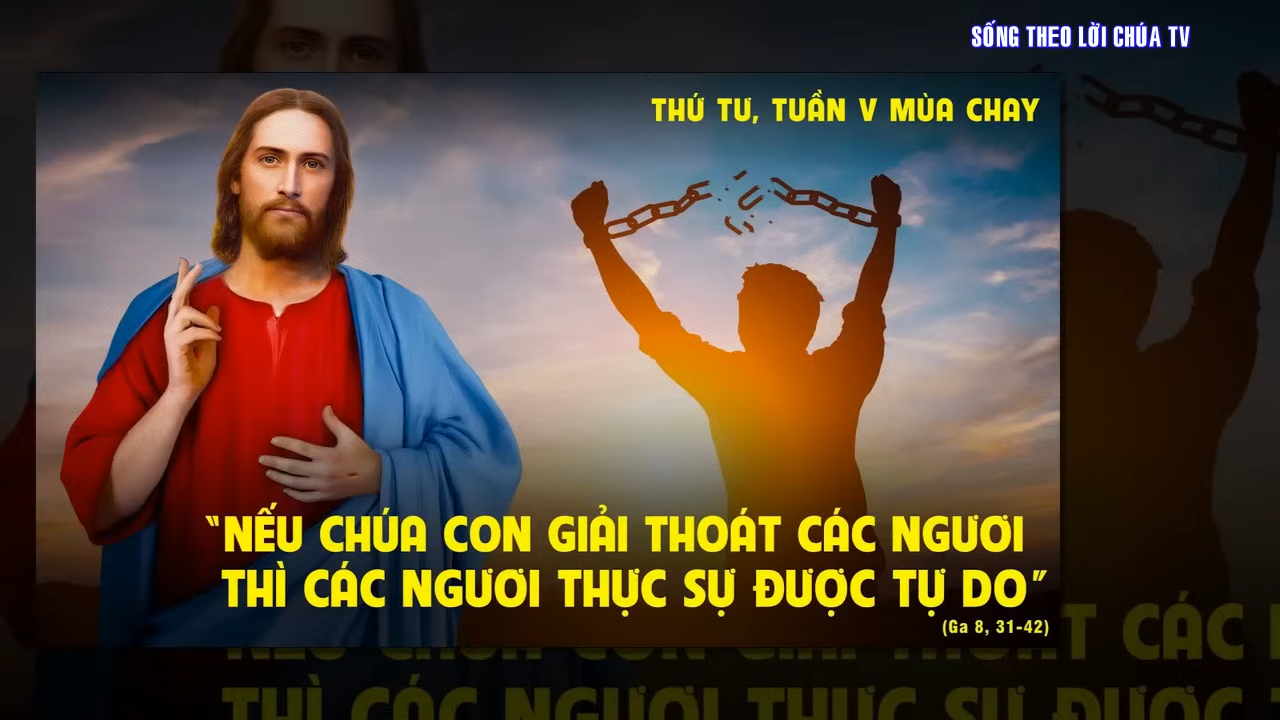 SỐNG THEO LỜI CHÚA TV
THỨ TƯ, TUẦN V MÙA CHAY
“NẾU CHÚA CON GIẢI THOÁT CÁC NGƯƠI
THÌ CÁC NGƯƠI THỰC SỰ ĐƯỢC TỰ DO”
(Ga 8, 31-42)